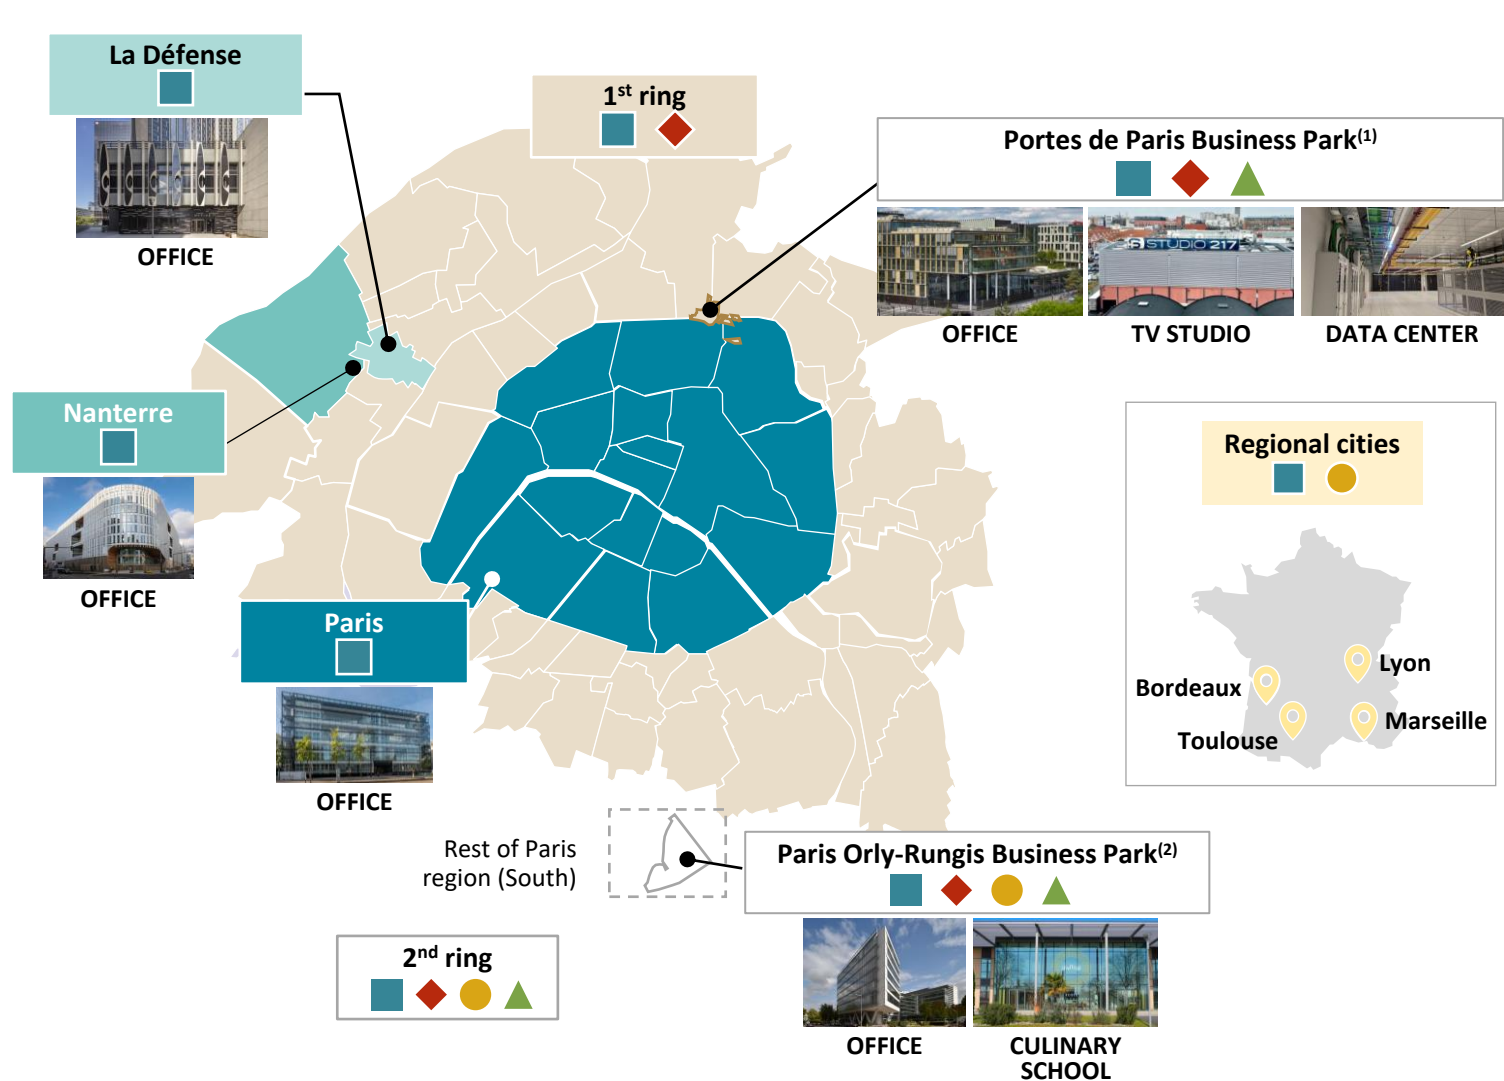 La Défense
OFFICE
1st ring
Portes de Paris Business Park(1)
STUDIO 217
OFFICE
TV STUDIO
DATA CENTER
Nanterre
OFFICE
Regional cities
Lyon
Bordeaux
Marseille
Toulouse
Paris
OFFICE
Rest of Paris
region (South)
Paris Orly-Rungis Business Park(2)
2nd ring
OFFICE
CULINARY
SCHOOL